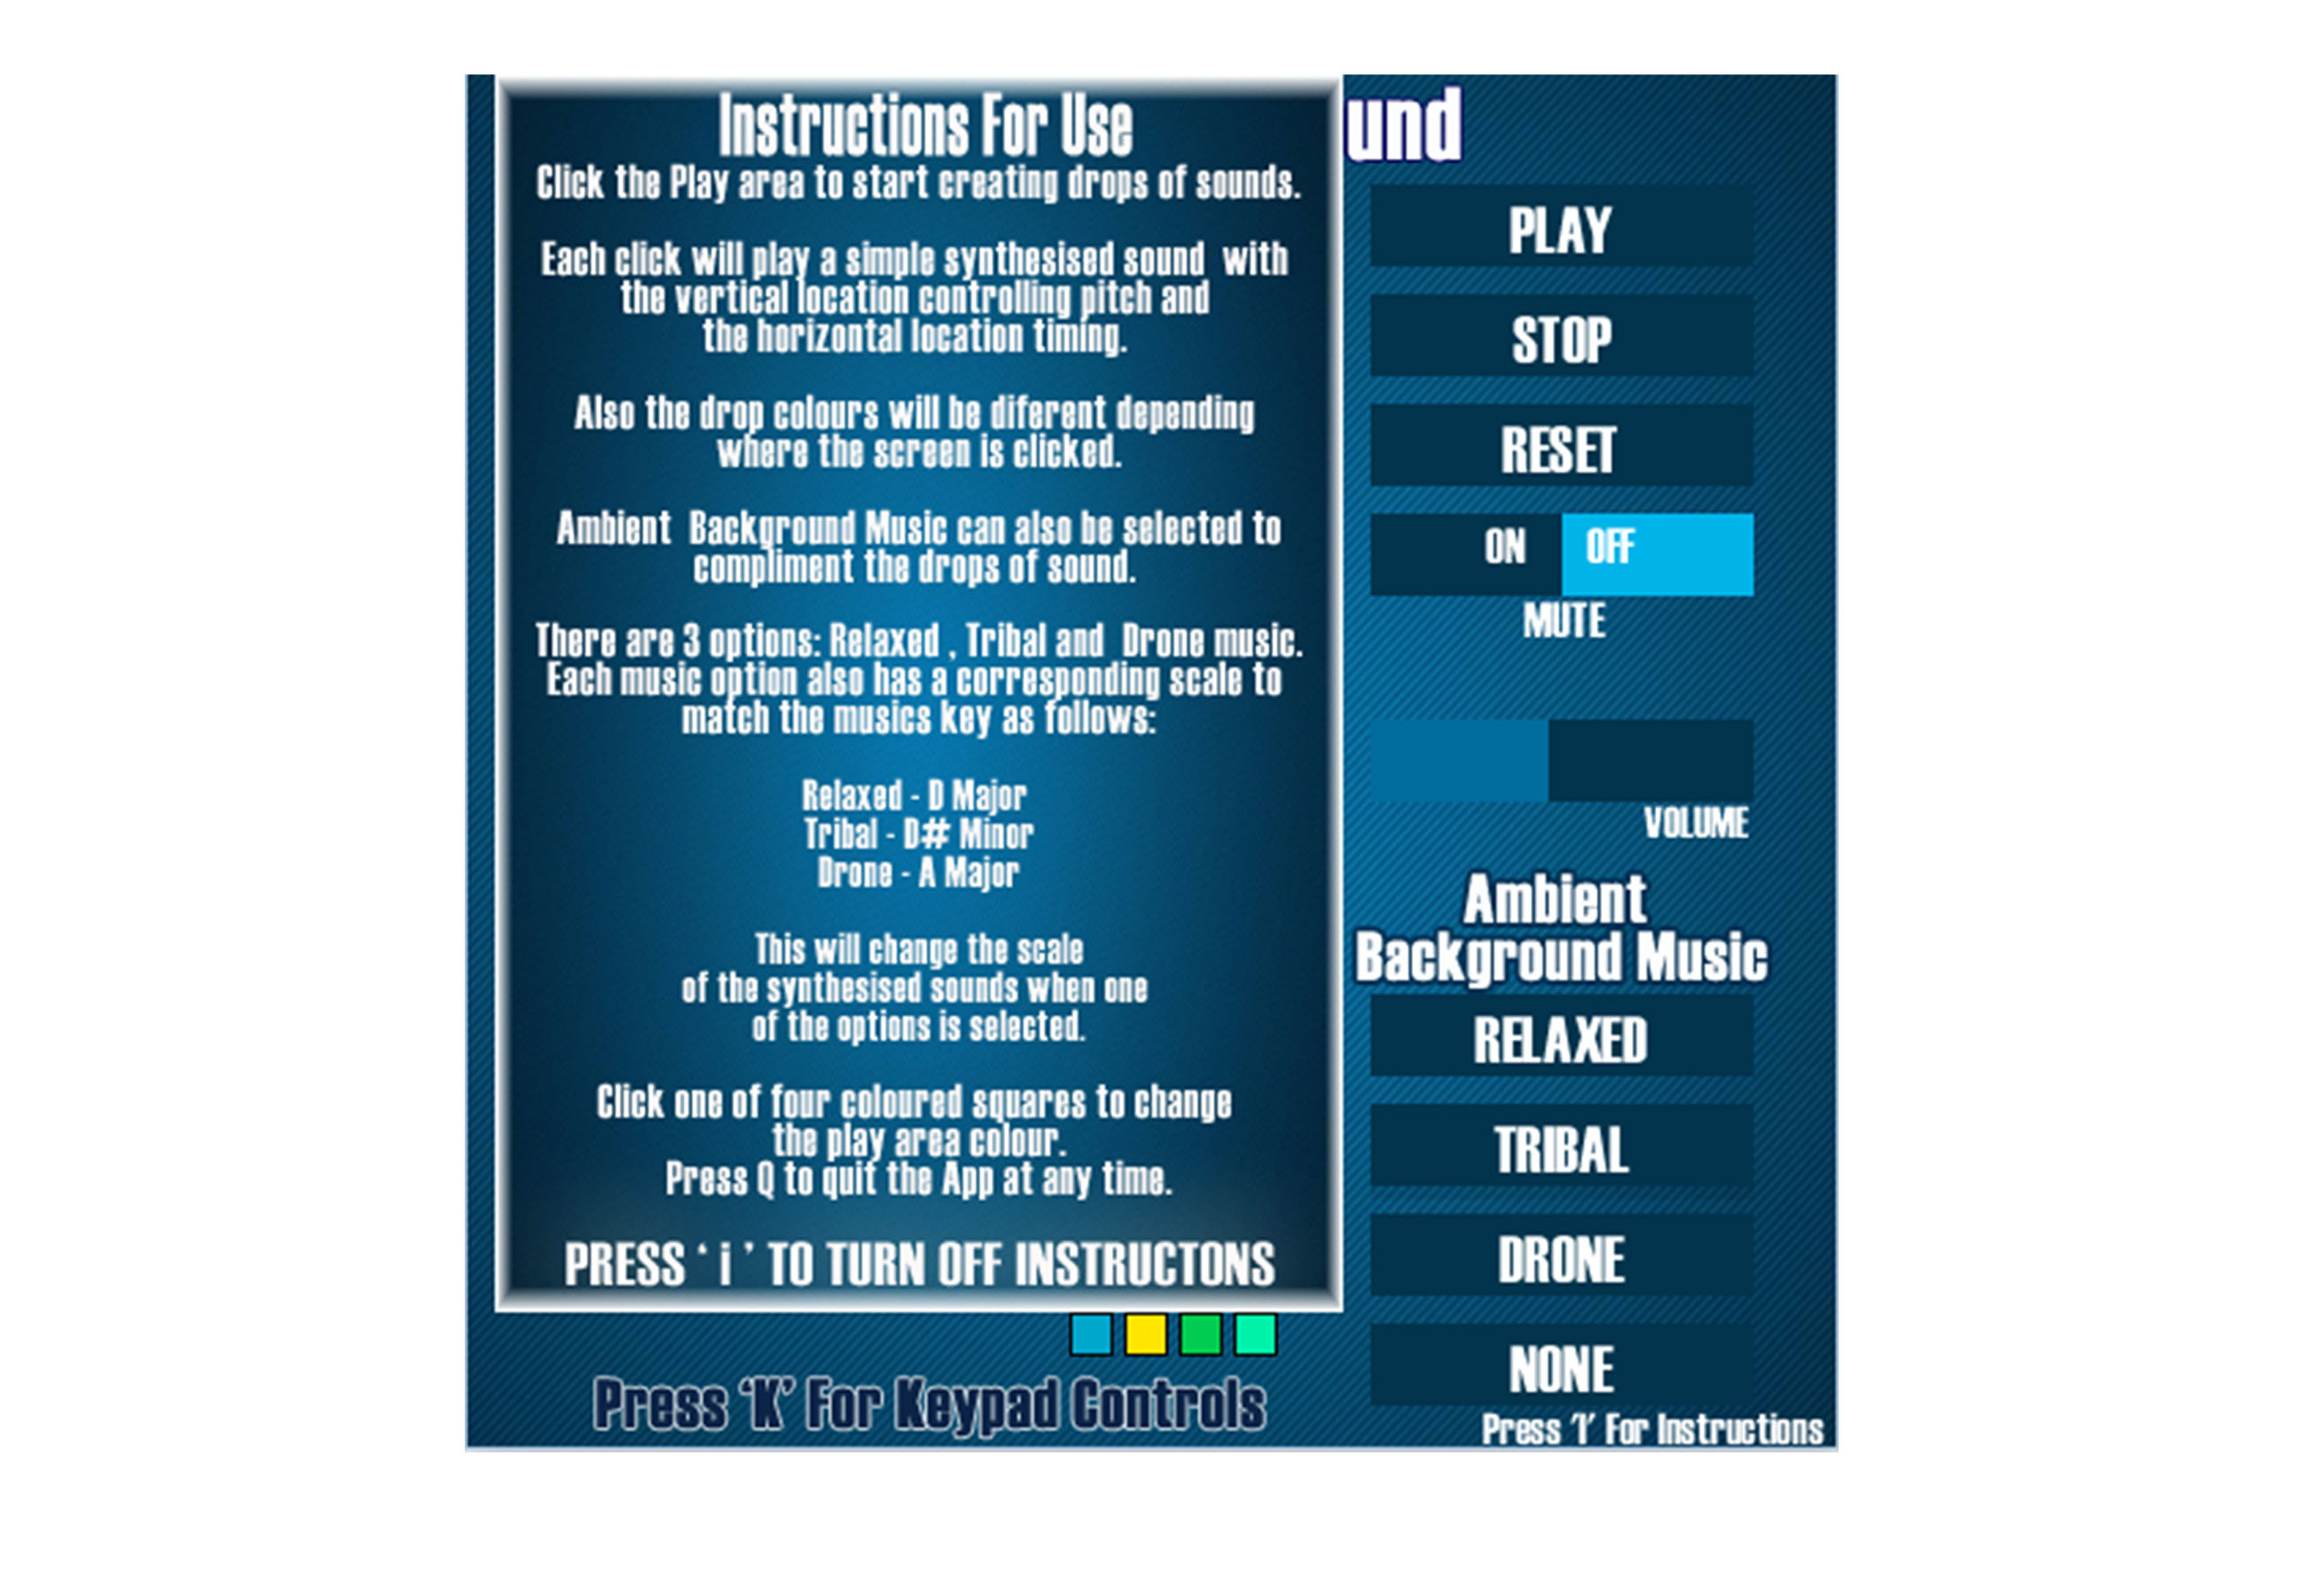 Instructions For Use
Click the Play area to start creating drops of sounds.
Each click will play a simple synthesised sound with
the vertical location controlling pitch and
the horizontal location timing.
Also the drop colours will be diferent depending
where the screen is clicked.
Ambient Background Music can also be selected to
compliment the drops of sound.
There are 3 options: Relaxed , Tribal and Drone music.
Each music option also has a corresponding scale to
match the musics key as follows:
Relaxed - D Major
Tribal - D# Minor
Drone - A Major
This will change the scale
of the synthesised sounds when one
of the options is selected.
Click one of four coloured squares to change
the play area colour.
Press Q to quit the App at any time.
PRESS ‘ i ’ TO TURN OFF INSTRUCTONS
Press ‘K’ For Keypad Controls
und
PLAY
STOP
RESET
ON OFF
MUTE
VOLUME
Ambient
Background Music
RELAXED
TRIBAL
DRONE
NONE
Press 'I' For Instructions